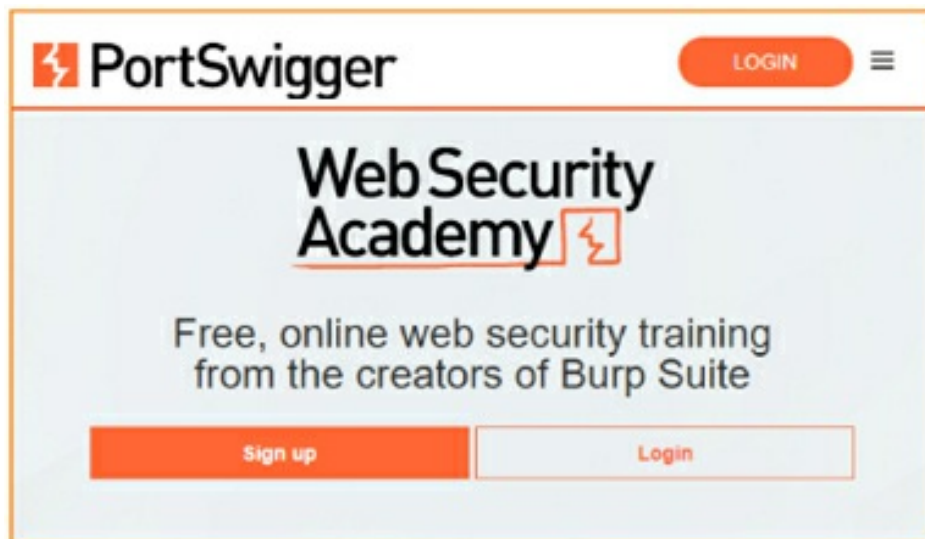 PortSwigger
LOGIN
Web Security
Academy
Free, online web security training
from the creators of Burp Suite
Sign up
Login